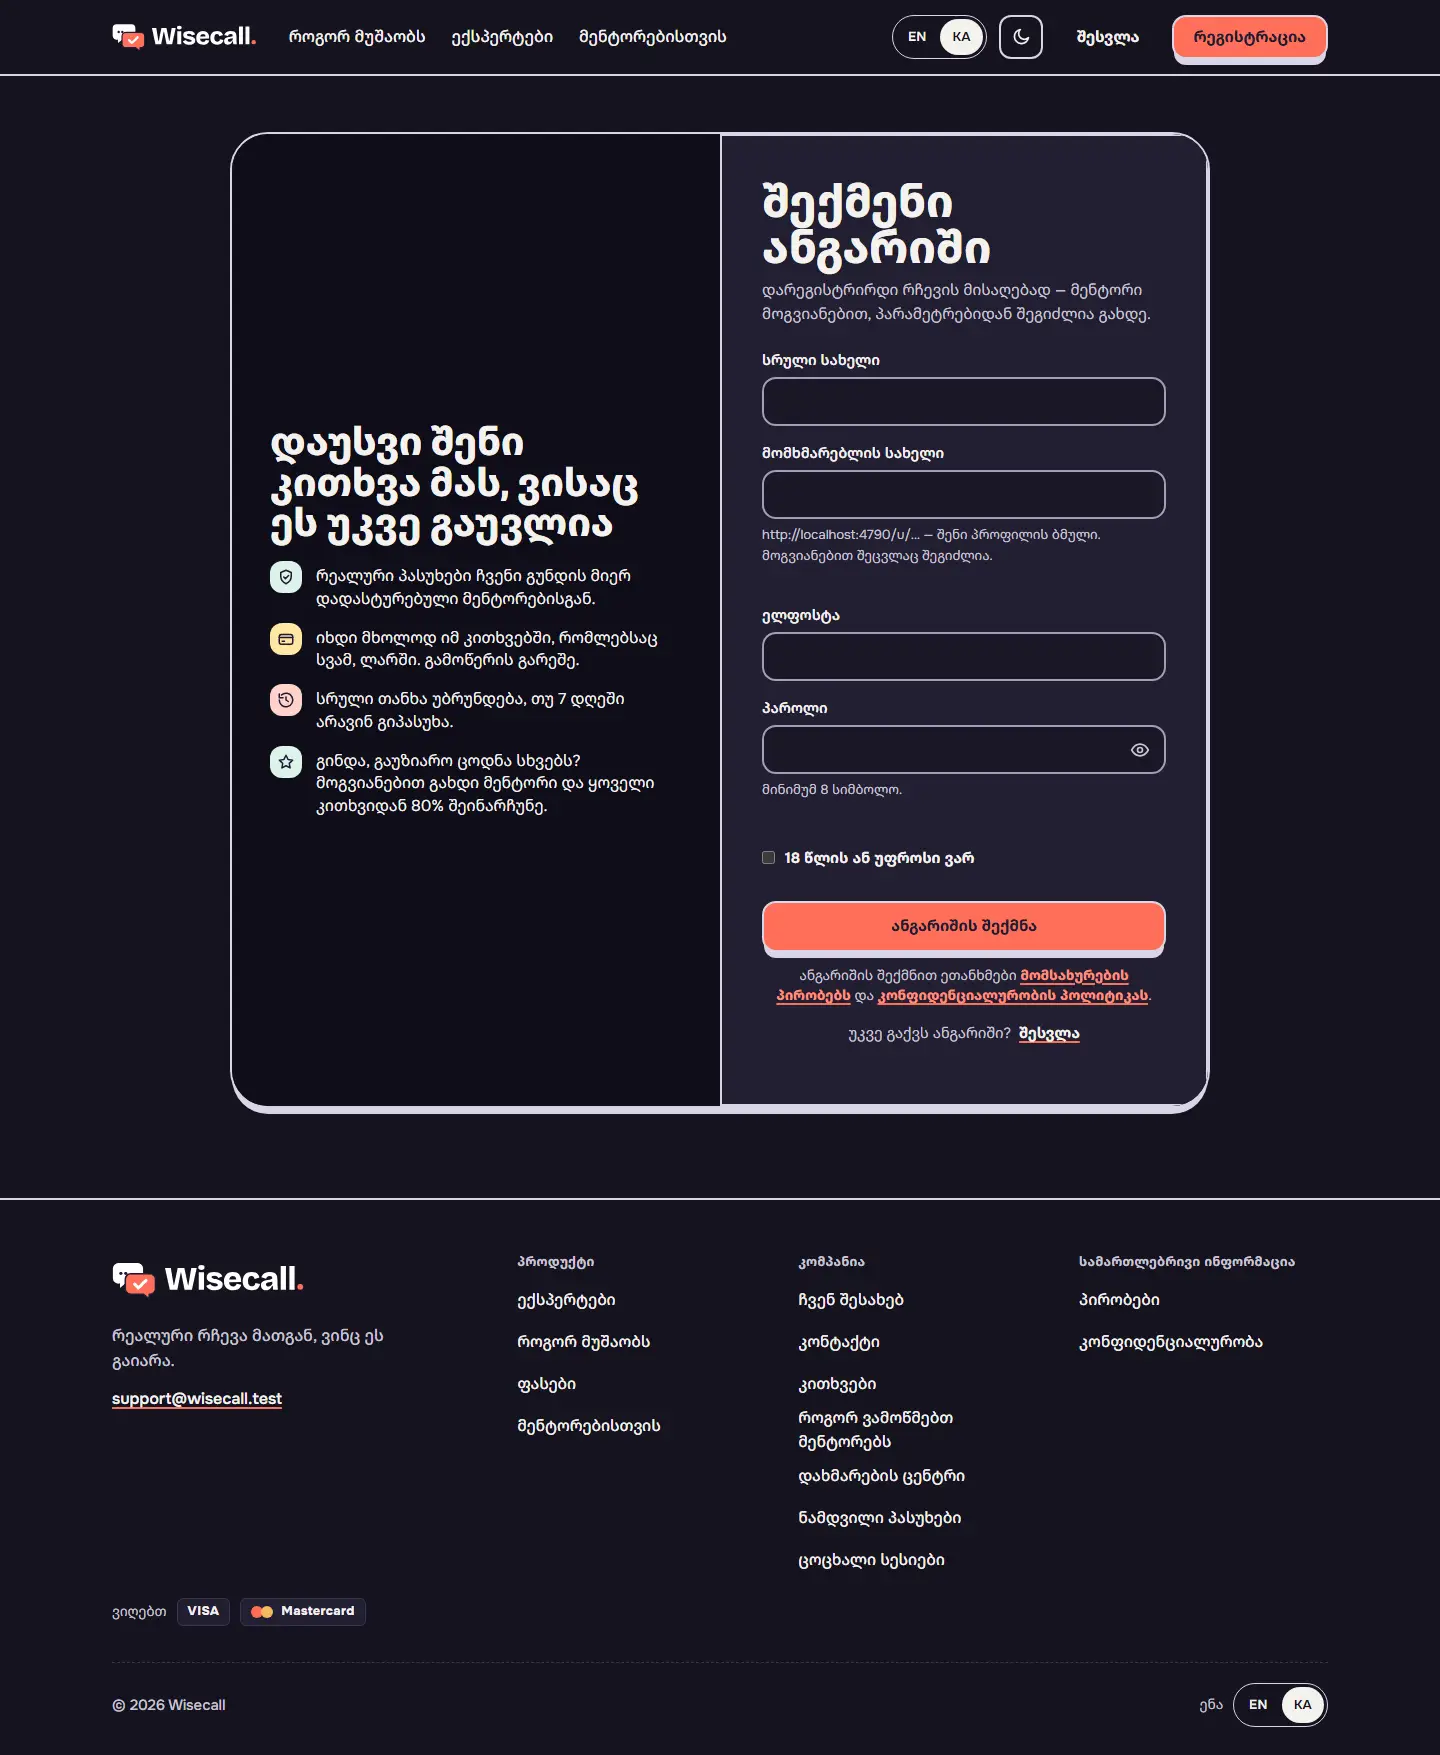 Wisecall.
როგორ მუშაობს
ექსპერტები
მენტორებისთვის
EN KA
შესვლა
რეგისტრაცია
დაუსვი შენი
კითხვა მას, ვისაც
ეს უკვე გაუვლია
რეალური პასუხები ჩვენი გუნდის მიერ
დადასტურებული მენტორებისგან.
იხდი მხოლოდ იმ კითხვებში, რომლებსაც
სვამ, ლარში. გამოწერის გარეშე.
სრული თანხა უბრუნდება, თუ 7 დღეში
არავინ გიპასუხა.
გინდა, გაუზიარო ცოდნა სხვებს?
მოგვიანებით გახდი მენტორი და ყოველი
კითხვიდან 80% შეინარჩუნე.
შექმენი
ანგარიში
დარეგისტრირდი რჩევის მისაღებად – მენტორი
მოგვიანებით, პარამეტრებიდან შეგიძლია გახდე.
სრული სახელი
მომხმარებლის სახელი
http://localhost:4790/u/... – შენი პროფილის ბმული.
მოგვიანებით შეცვლაც შეგიძლია.
ელფოსტა
პაროლი
მინიმუმ 8 სიმბოლო.
18 წლის ან უფროსი ვარ
ანგარიშის შექმნა
ანგარიშის შექმნით ეთანხმები მომსახურების
პირობებს და კონფიდენციალურობის პოლიტიკას.
უკვე გაქვს ანგარიში? შესვლა
Wisecall.
რეალური რჩევა მათგან, ვინც ეს
გაიარა.
support@wisecall.test
პროდუქტი
ექსპერტები
როგორ მუშაობს
ფასები
მენტორებისთვის
კომპანია
ჩვენ შესახებ
კონტაქტი
კითხვები
როგორ ვამოწმებთ
მენტორებს
დახმარების ცენტრი
ნამდვილი პასუხები
ცოცხალი სესიები
სამართლებრივი ინფორმაცია
პირობები
კონფიდენციალურობა
ვიღებთ VISA Mastercard
© 2026 Wisecall
ენა EN KA